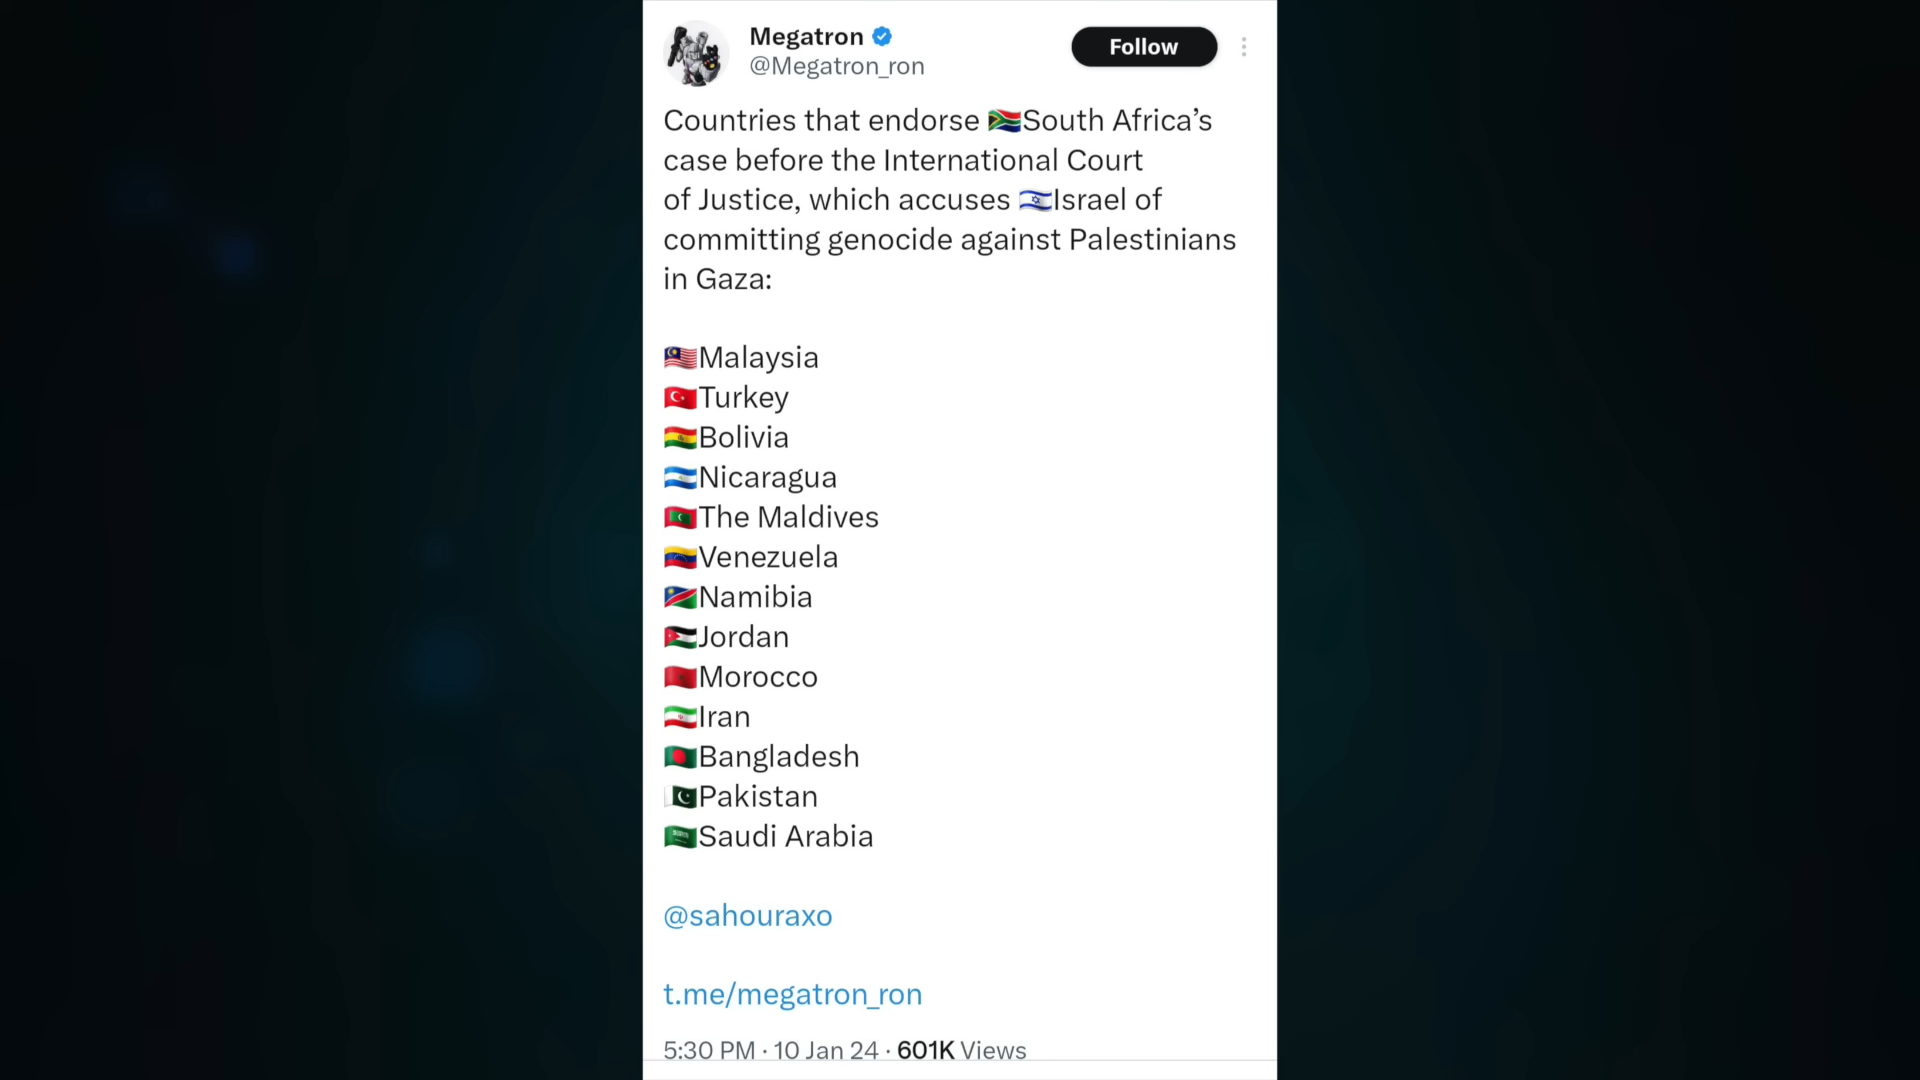 Megatron
@Megatron_ron
Follow
Countries that endorse 🇿🇦South Africa’s
case before the International Court
of Justice, which accuses 🇮🇱Israel of
committing genocide against Palestinians
in Gaza:
🇲🇾Malaysia
🇹🇷Turkey
🇧🇴Bolivia
🇳🇮Nicaragua
🇲🇻The Maldives
🇻🇪Venezuela
🇳🇦Namibia
🇯🇴Jordan
🇲🇦Morocco
🇮🇷Iran
🇧🇩Bangladesh
🇵🇰Pakistan
🇸🇦Saudi Arabia
@sahouraxo
t.me/megatron_ron
5:30 PM · 10 Jan 24 · 601K Views